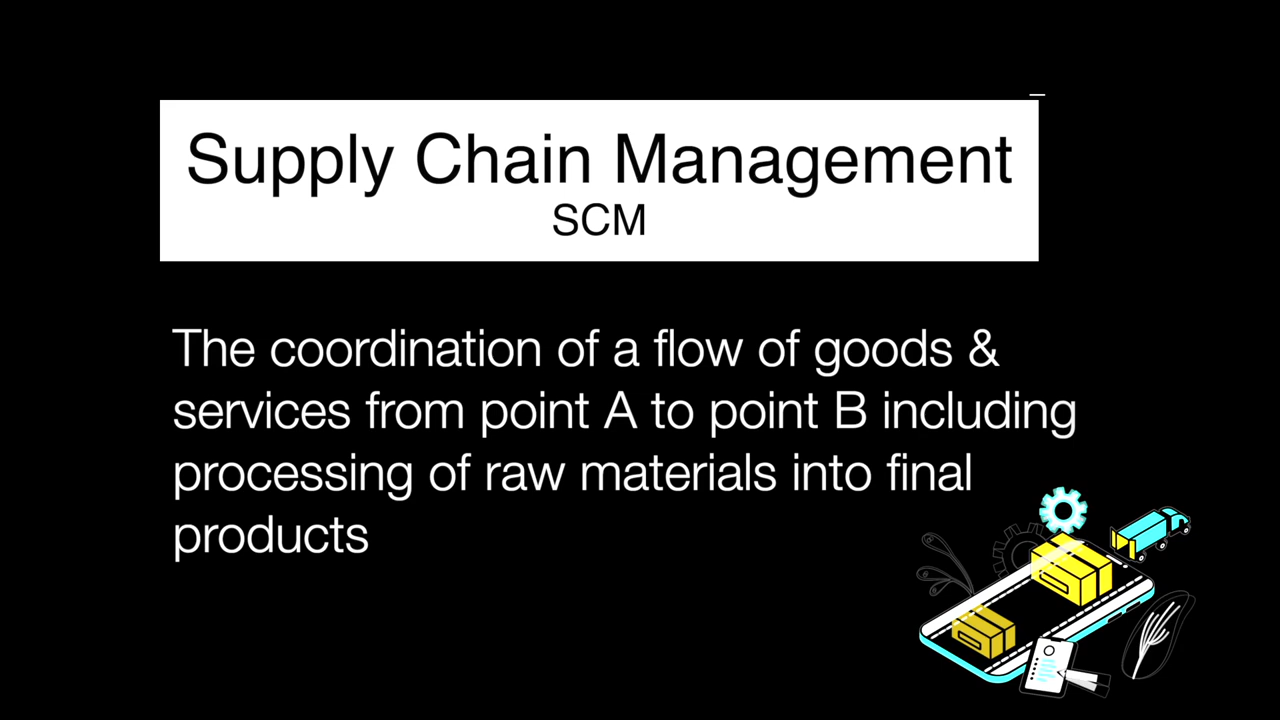 Supply Chain Management
SCM
The coordination of a flow of goods &
services from point A to point B including
processing of raw materials into final
products